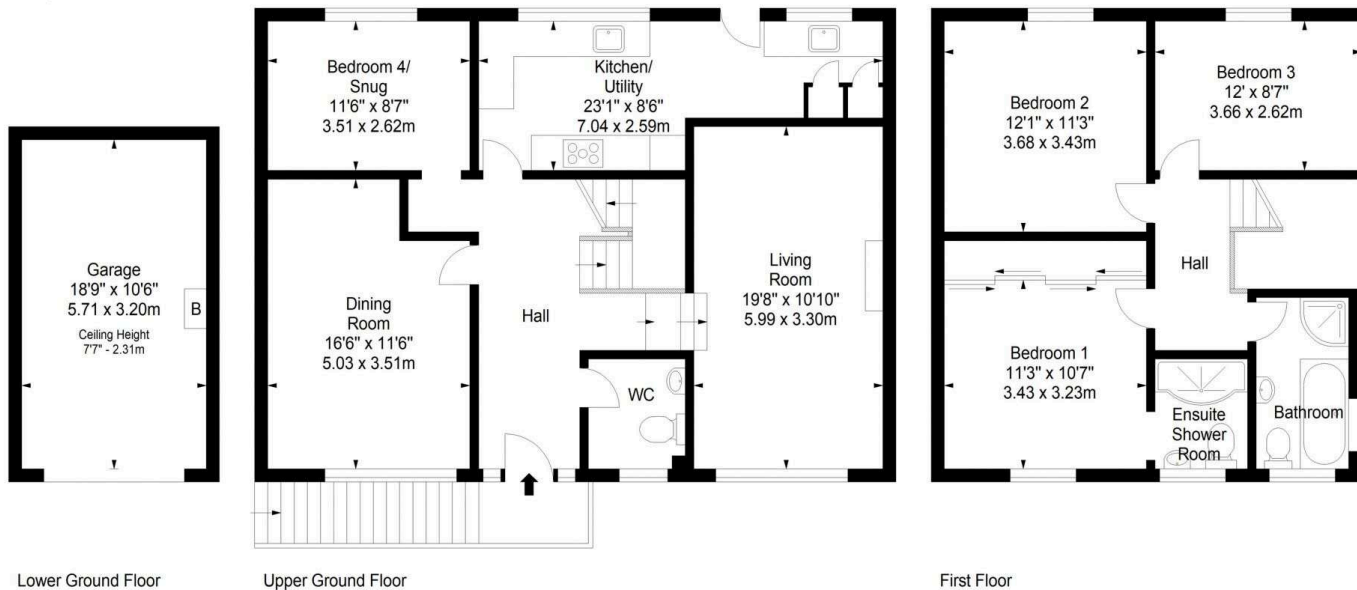 Garage
18'9" x 10'6"
5.71 x 3.20m
Ceiling Height
7'7" - 2.31m
B
Lower Ground Floor
Bedroom 4/
Snug
11'6" x 8'7"
3.51 x 2.62m
Kitchen/
Utility
23'1" x 8'6"
7.04 x 2.59m
Dining
Room
16'6" x 11'6"
5.03 x 3.51m
Hall
WC
Living
Room
19'8" x 10'10"
5.99 x 3.30m
Upper Ground Floor
Bedroom 2
12'1" x 11'3"
3.68 x 3.43m
Bedroom 3
12' x 8'7"
3.66 x 2.62m
Hall
Bedroom 1
11'3" x 10'7"
3.43 x 3.23m
Ensuite
Shower
Room
Bathroom
First Floor